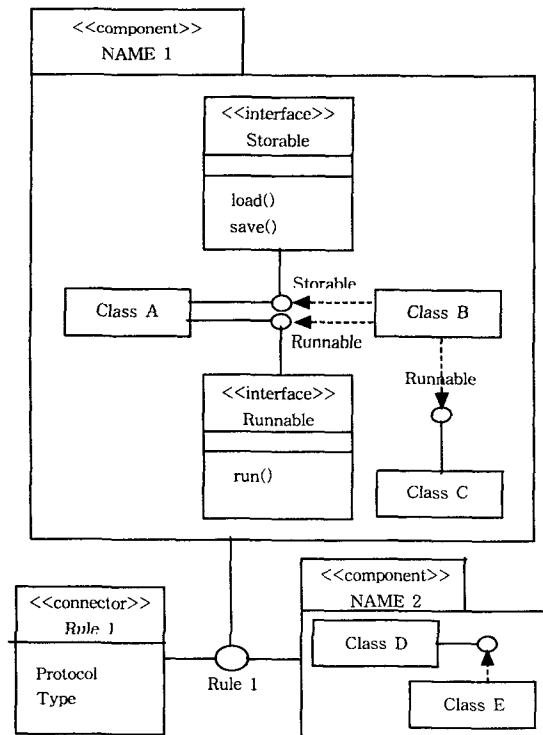 <<component>>
NAME 1
<<interface>>
Storable
load()
save()
Storable
Class A
Class B
Runnable
Runnable
<<interface>>
Runnable
run()
Class C
<<component>>
NAME 2
<<connector>>
Rule 1
Class D
Protocol
Type
Rule 1
Class E